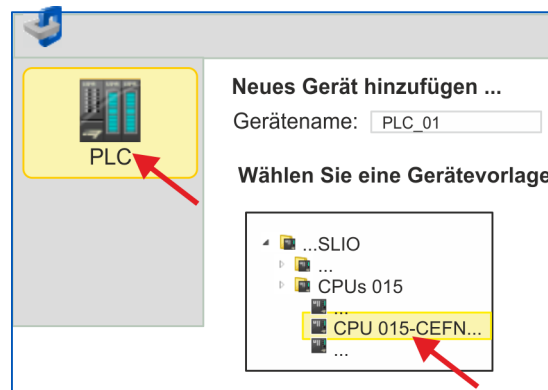 PLC
Neues Gerät hinzufügen ...
Gerätename: PLC_01
Wählen Sie eine Gerätevorlage
...SLIO
...
CPUs 015
...
CPU 015-CEFN...
...